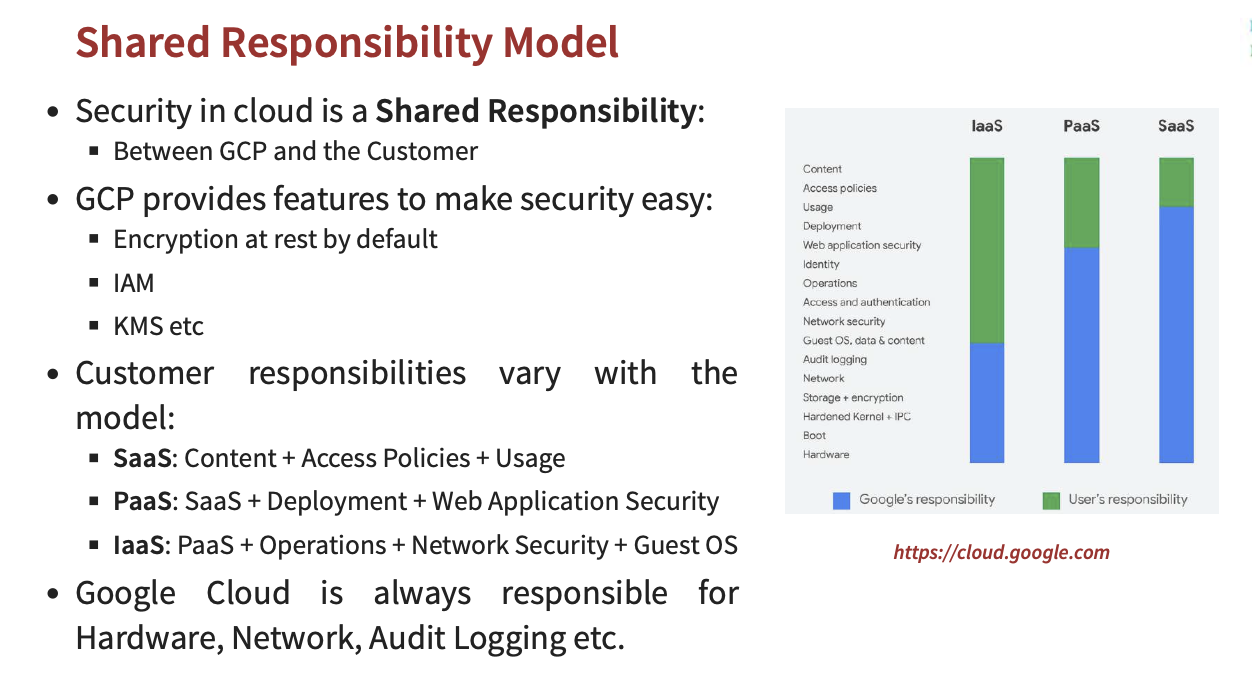 Shared Responsibility Model
• Security in cloud is a Shared Responsibility:
▪ Between GCP and the Customer
• GCP provides features to make security easy:
▪ Encryption at rest by default
▪ IAM
▪ KMS etc
• Customer responsibilities vary with the
model:
▪ SaaS: Content + Access Policies + Usage
▪ PaaS: SaaS + Deployment + Web Application Security
▪ IaaS: PaaS + Operations + Network Security + Guest OS
• Google Cloud is always responsible for
Hardware, Network, Audit Logging etc.
IaaS PaaS SaaS
Content
Access policies
Usage
Deployment
Web application security
Identity
Operations
Access and authentication
Network security
Guest OS, data & content
Audit logging
Network
Storage + encryption
Hardened Kernel + IPC
Boot
Hardware
Google's responsibility User's responsibility
https://cloud.google.com